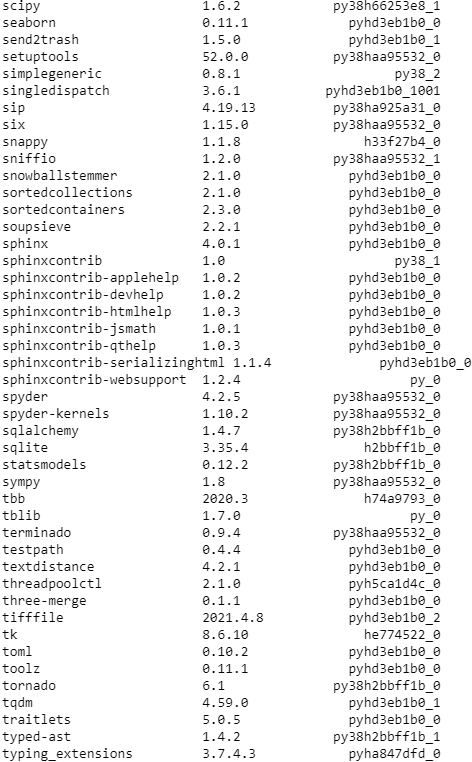 scipy 1.6.2 py38h66253e8_1
seaborn 0.11.1 pyhd3eb1b0_0
send2trash 1.5.0 pyhd3eb1b0_1
setuptools 52.0.0 py38haa95532_0
simplegeneric 0.8.1 py38_2
singledispatch 3.6.1 pyhd3eb1b0_1001
sip 4.19.13 py38ha925a31_0
six 1.15.0 py38haa95532_0
snappy 1.1.8 h33f27b4_0
sniffio 1.2.0 py38haa95532_1
snowballstemmer 2.1.0 pyhd3eb1b0_0
sortedcollections 2.1.0 pyhd3eb1b0_0
sortedcontainers 2.3.0 pyhd3eb1b0_0
soupsieve 2.2.1 pyhd3eb1b0_0
sphinx 4.0.1 pyhd3eb1b0_0
sphinxcontrib 1.0 py38_1
sphinxcontrib-applehelp 1.0.2 pyhd3eb1b0_0
sphinxcontrib-devhelp 1.0.2 pyhd3eb1b0_0
sphinxcontrib-htmlhelp 1.0.3 pyhd3eb1b0_0
sphinxcontrib-jsmath 1.0.1 pyhd3eb1b0_0
sphinxcontrib-qthelp 1.0.3 pyhd3eb1b0_0
sphinxcontrib-serializinghtml 1.1.4 pyhd3eb1b0_0
sphinxcontrib-websupport 1.2.4 py_0
spyder 4.2.5 py38haa95532_0
spyder-kernels 1.10.2 py38haa95532_0
sqlalchemy 1.4.7 py38h2bbff1b_0
sqlite 3.35.4 h2bbff1b_0
statsmodels 0.12.2 py38h2bbff1b_0
sympy 1.8 py38haa95532_0
tbb 2020.3 h74a9793_0
tblib 1.7.0 py_0
terminado 0.9.4 py38haa95532_0
testpath 0.4.4 pyhd3eb1b0_0
textdistance 4.2.1 pyhd3eb1b0_0
threadpoolctl 2.1.0 pyh5ca1d4c_0
three-merge 0.1.1 pyhd3eb1b0_0
tifffile 2021.4.8 pyhd3eb1b0_2
tk 8.6.10 he774522_0
toml 0.10.2 pyhd3eb1b0_0
toolz 0.11.1 pyhd3eb1b0_0
tornado 6.1 py38h2bbff1b_0
tqdm 4.59.0 pyhd3eb1b0_1
traitlets 5.0.5 pyhd3eb1b0_0
typed-ast 1.4.2 py38h2bbff1b_1
typing_extensions 3.7.4.3 pyha847dfd_0